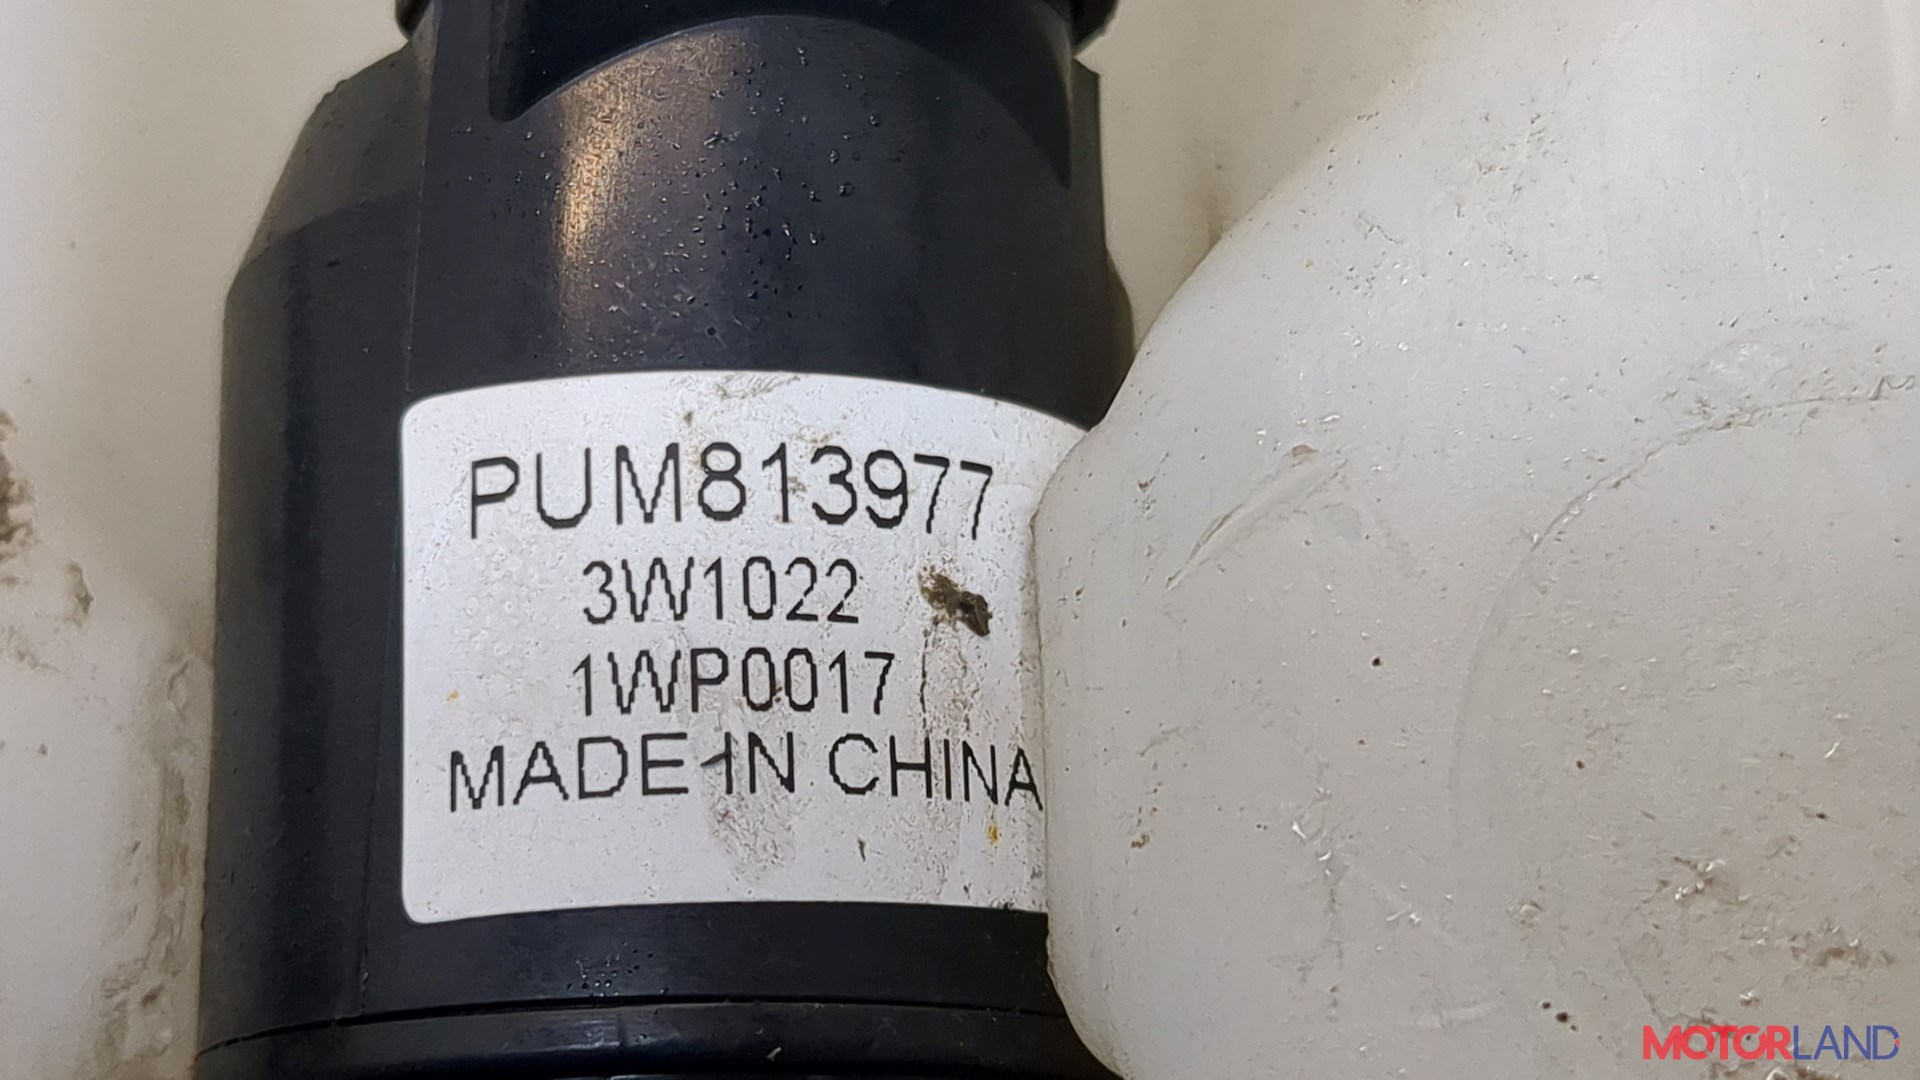 PUM813977
3W1022
1WP0017
MADE IN CHINA
MOTORLAND